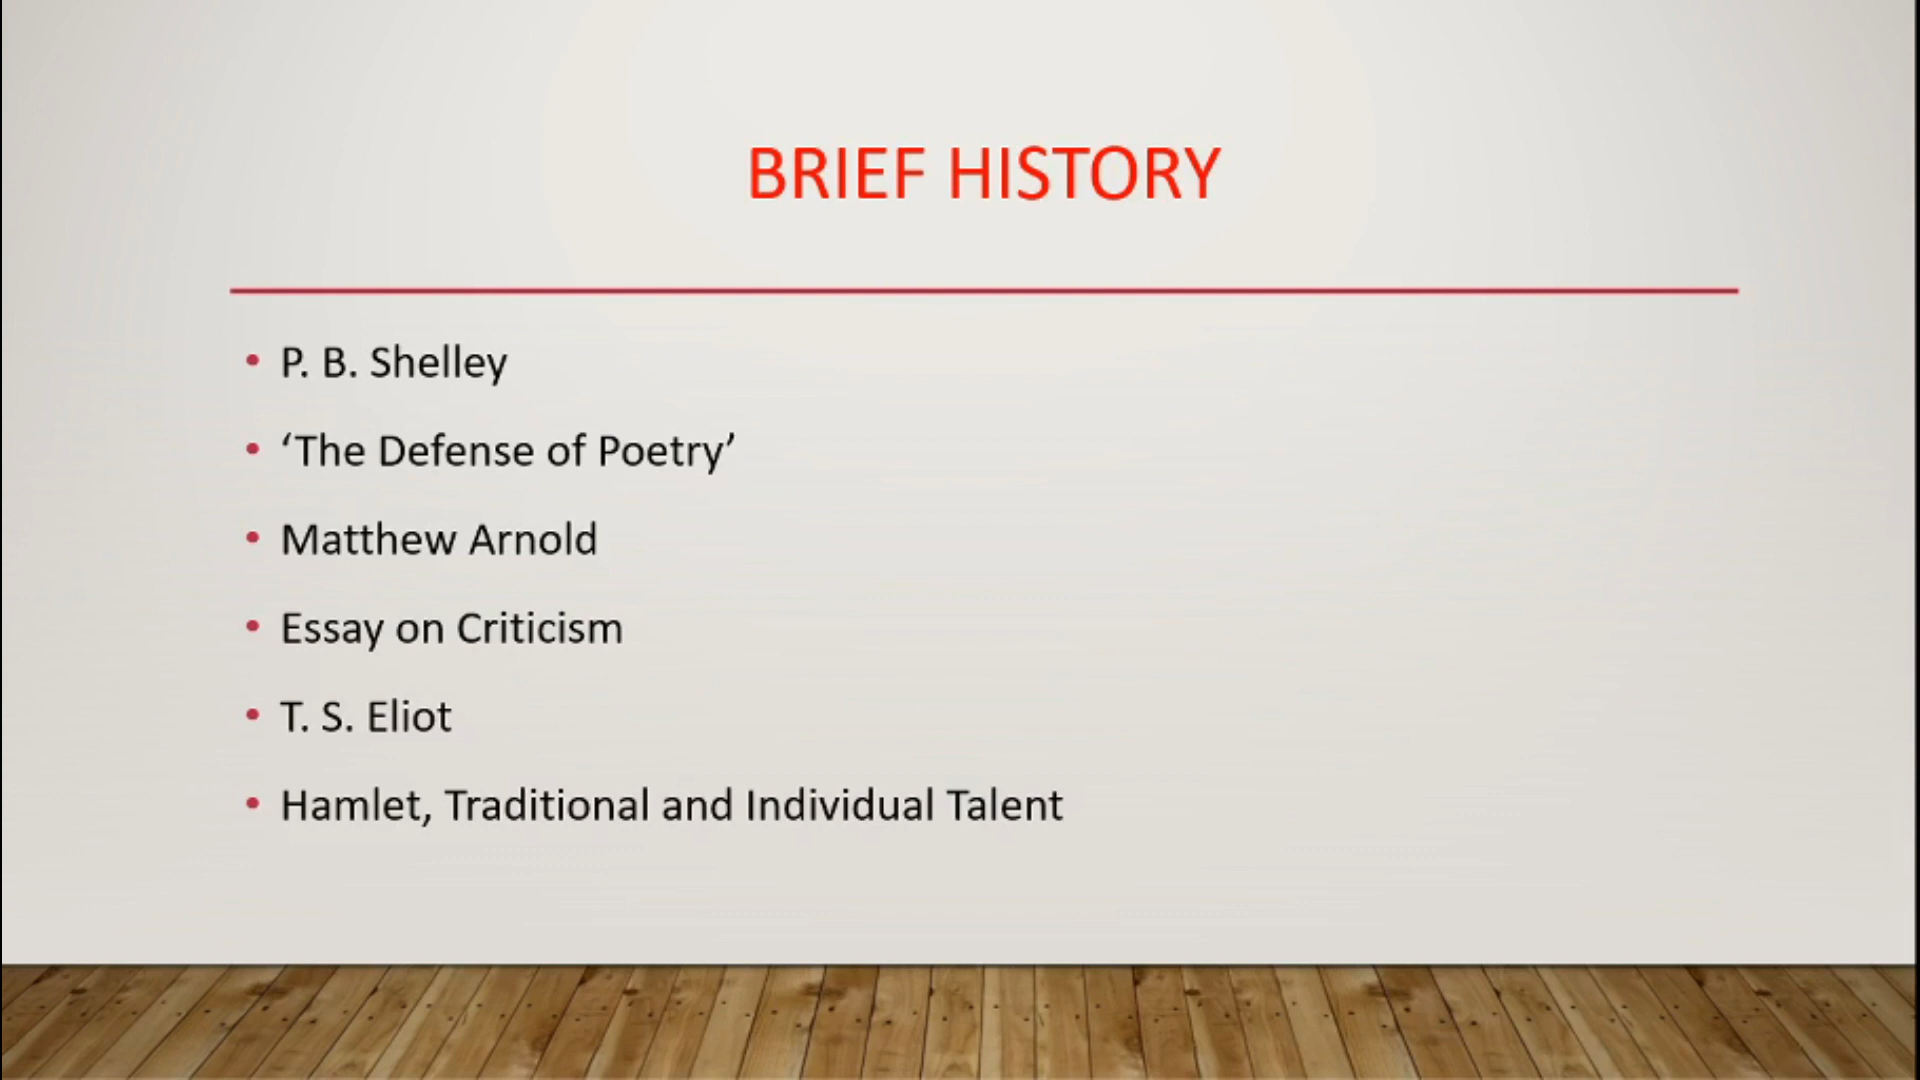 BRIEF HISTORY
• P. B. Shelley
• ‘The Defense of Poetry’
• Matthew Arnold
• Essay on Criticism
• T. S. Eliot
• Hamlet, Traditional and Individual Talent